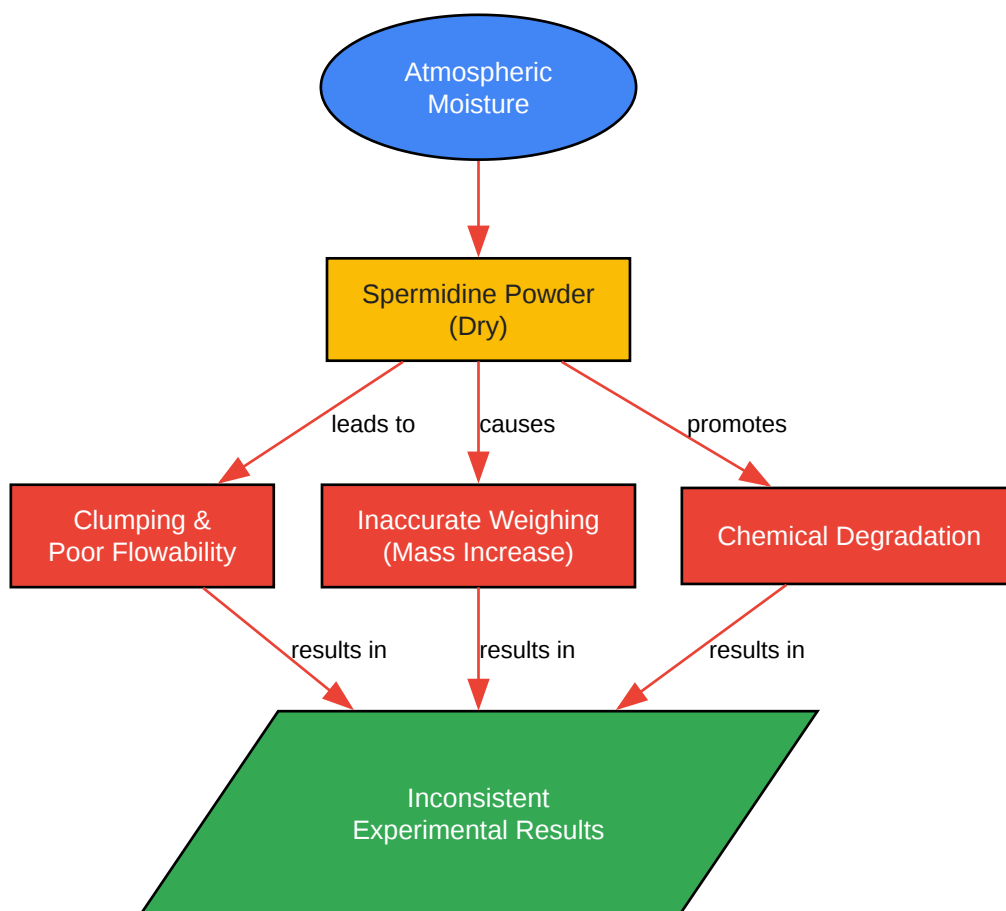 Atmospheric
Moisture
Spermidine Powder
(Dry)
leads to
causes
promotes
Clumping &
Poor Flowability
Inaccurate Weighing
(Mass Increase)
Chemical Degradation
results in
results in
results in
Inconsistent
Experimental Results